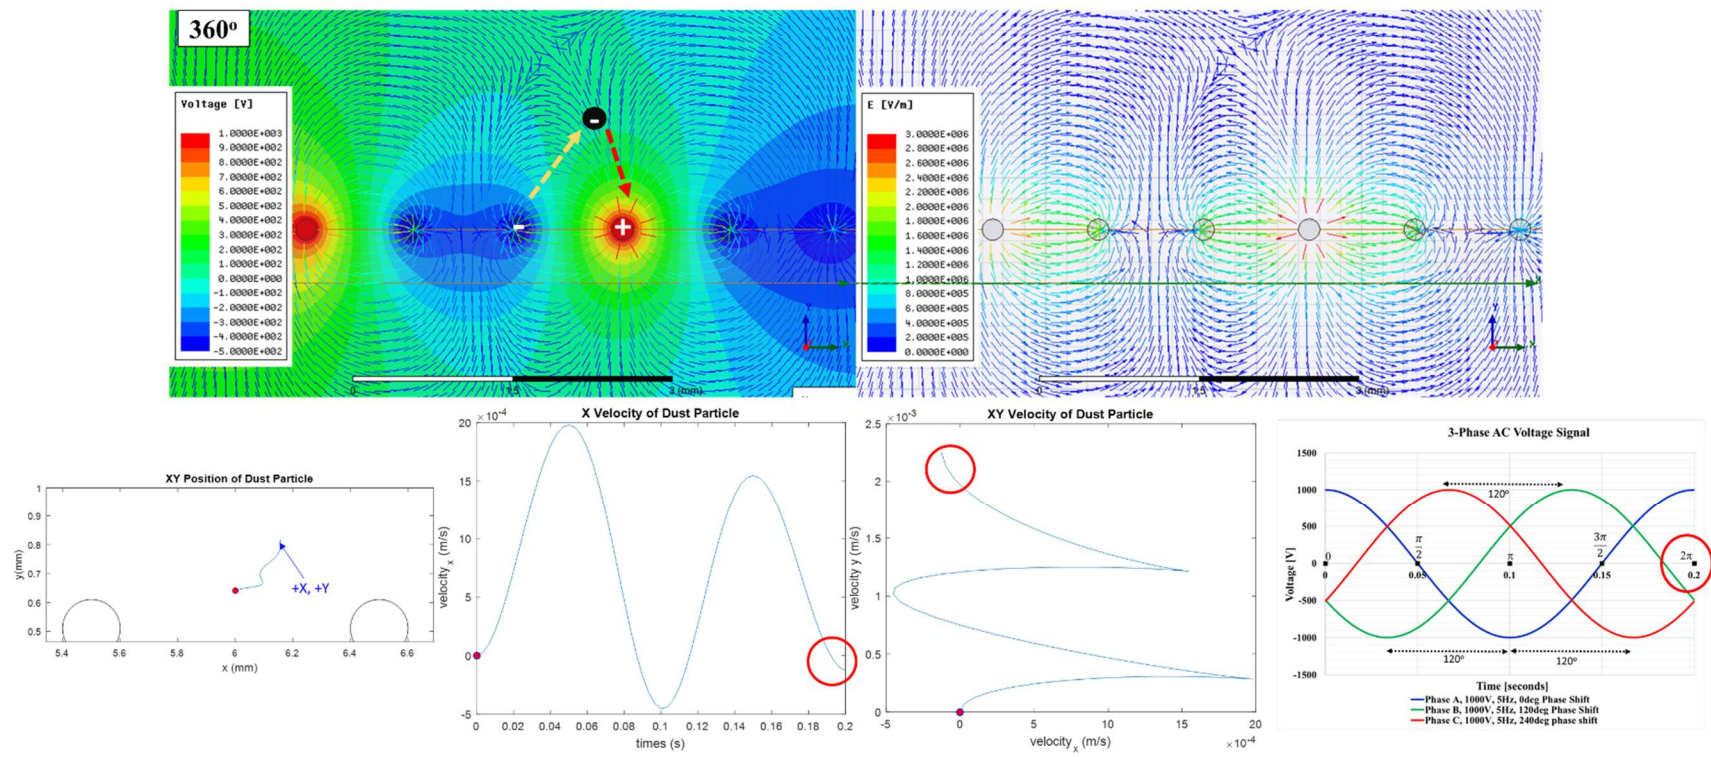 360º
Voltage [V]
1.0000E+003
9.0000E+002
8.0000E+002
7.0000E+002
6.0000E+002
5.0000E+002
4.0000E+002
3.0000E+002
2.0000E+002
1.0000E+002
0.0000E+000
-1.0000E+002
-2.0000E+002
-3.0000E+002
-4.0000E+002
-5.0000E+002
-
-
+
0
1.5
3 (mm)
Y
X
E [V/m]
3.0000E+006
2.8000E+006
2.6000E+006
2.4000E+006
2.2000E+006
2.0000E+006
1.8000E+006
1.6000E+006
1.4000E+006
1.2000E+006
1.0000E+006
8.0000E+005
6.0000E+005
4.0000E+005
2.0000E+005
0.0000E+000
0
1.5
3 (mm)
Y
X
XY Position of Dust Particle
y(mm)
1
0.9
0.8
0.7
0.6
0.5
+X, +Y
5.4 5.6 5.8 6 6.2 6.4 6.6
x (mm)
X Velocity of Dust Particle
×10-4
velocityx (m/s)
20
15
10
5
0
-5
0 0.02 0.04 0.06 0.08 0.1 0.12 0.14 0.16 0.18 0.2
times (s)
XY Velocity of Dust Particle
×10-3
velocity y (m/s)
2.5
2
1.5
1
0.5
0
-5 0 5 10 15 20
velocityx (m/s)
×10-4
3-Phase AC Voltage Signal
Voltage [V]
1500
1000
500
0
-500
-1000
-1500
120º
0 π/2 π 3π/2 2π
0 0.05 0.1 0.15 0.2
120º 120º
Time [seconds]
Phase A, 1000V, 5Hz, 0deg Phase Shift
Phase B, 1000V, 5Hz, 120deg Phase Shift
Phase C, 1000V, 5Hz, 240deg phase shift